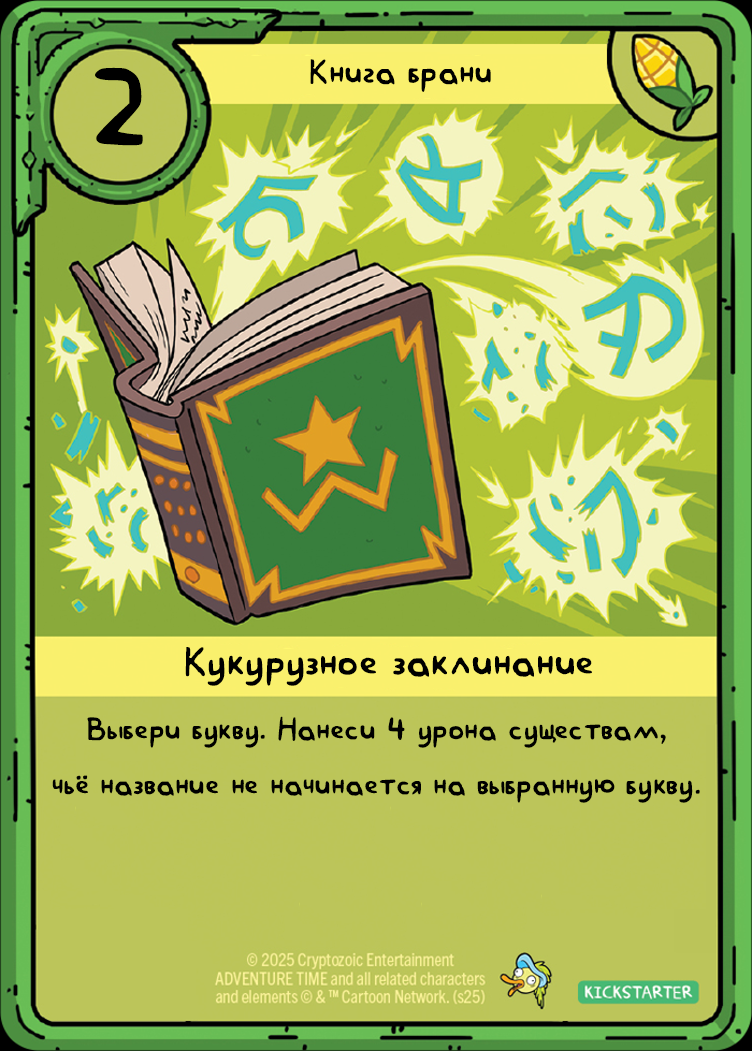 2
Книга брани
Кукурузное заклинание
Выбери букву. Нанеси 4 урона существам,
чьё название не начинается на выбранную букву.
© 2025 Cryptozoic Entertainment
ADVENTURE TIME and all related characters
and elements © & ™ Cartoon Network. (s25)
KICKSTARTER